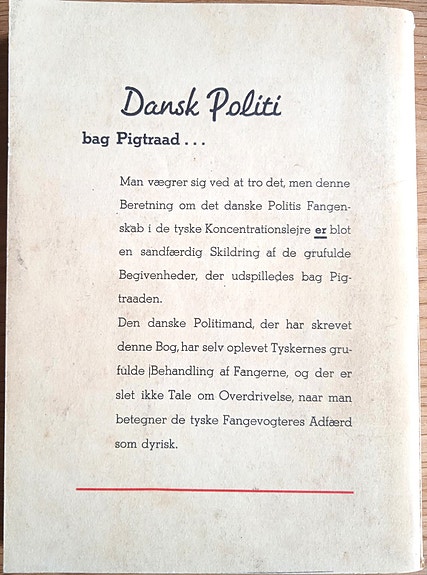 Dansk Politi
bag Pigtraad...
Man vægrer sig ved at tro det, men denne
Beretning om det danske Politis Fangen-
skab i de tyske Koncentrationslejre er blot
en sandfærdig Skildring af de grufulde
Begivenheder, der udspilledes bag Pig-
traaden.
Den danske Politimand, der har skrevet
denne Bog, har selv oplevet Tyskernes gru-
fulde Behandling af Fangerne, og der er
slet ikke Tale om Overdrivelse, naar man
betegner de tyske Fangevogteres Adfærd
som dyrisk.